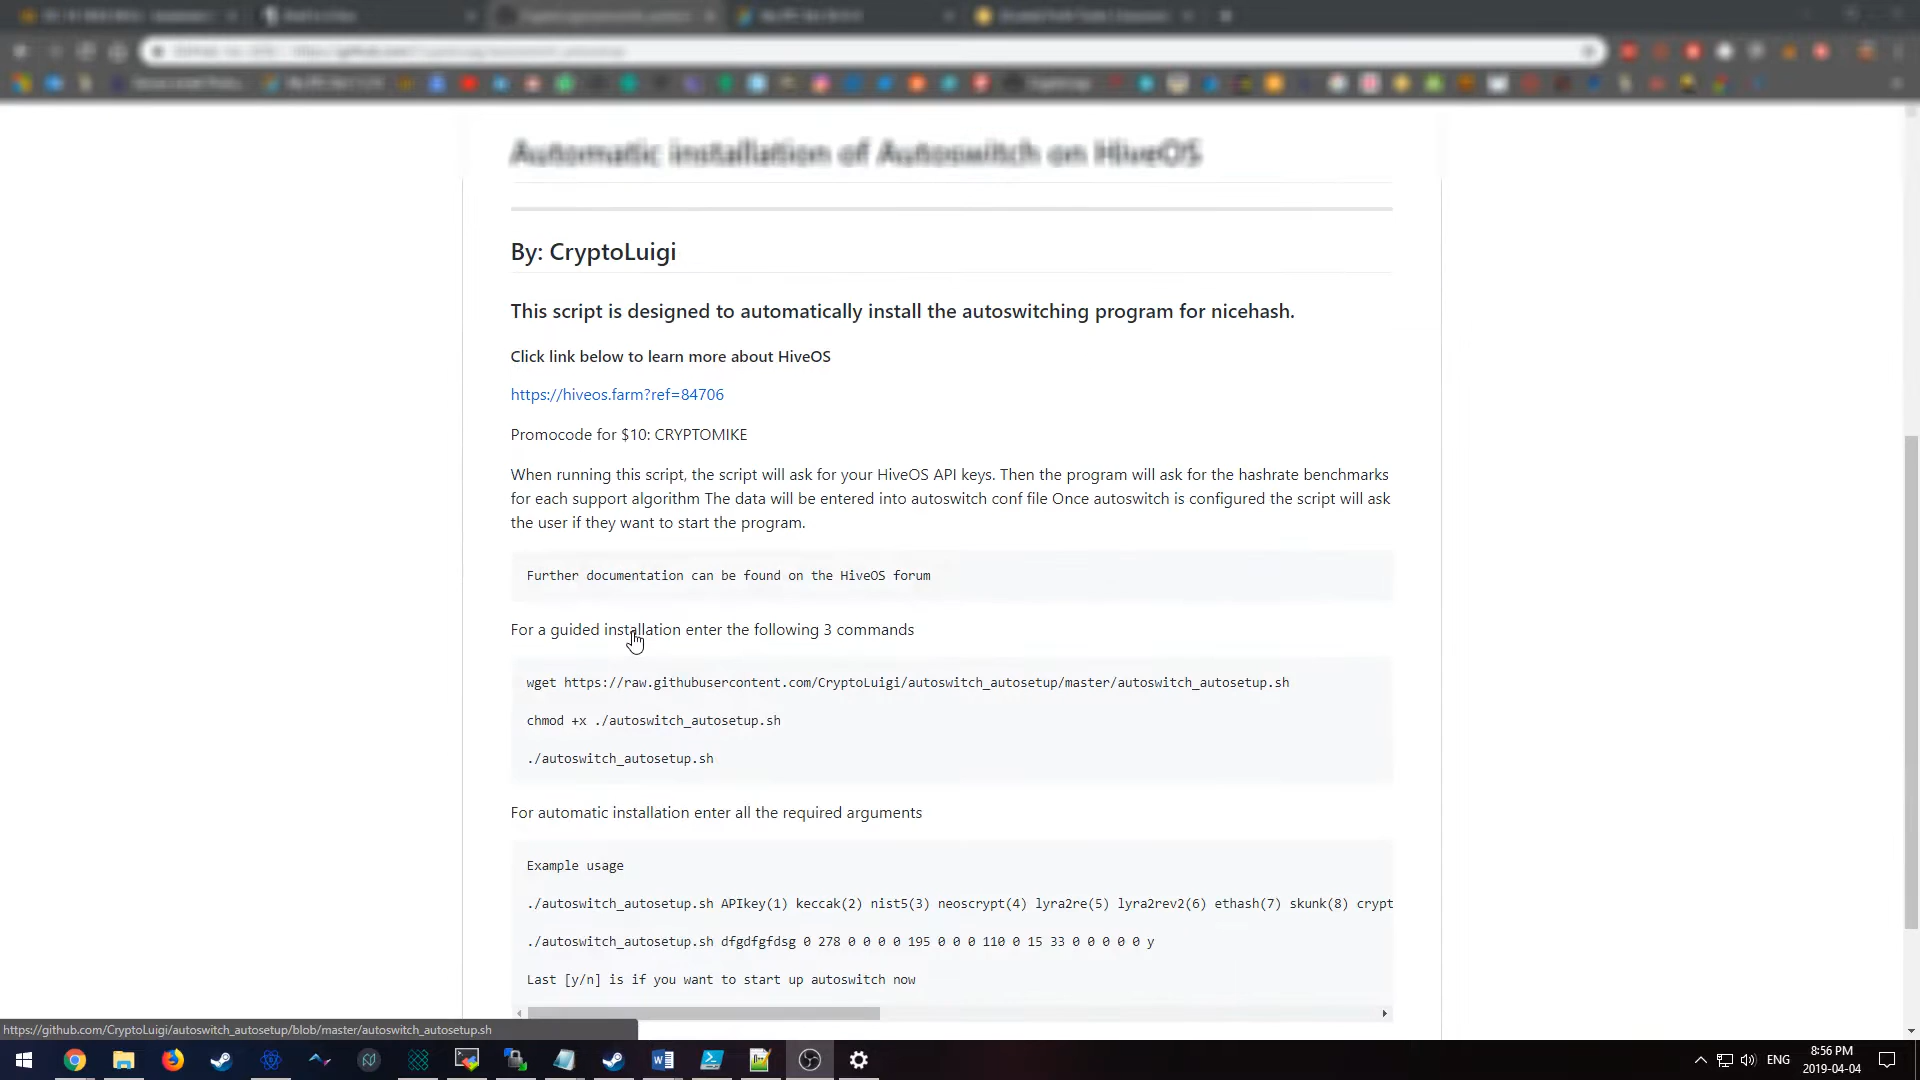 Automatic installation of Autoswitch on HiveOS
By: CryptoLuigi
This script is designed to automatically install the autoswitching program for nicehash.
Click link below to learn more about HiveOS
https://hiveos.farm?ref=84706
Promocode for $10: CRYPTOMIKE
When running this script, the script will ask for your HiveOS API keys. Then the program will ask for the hashrate benchmarks
for each support algorithm The data will be entered into autoswitch conf file Once autoswitch is configured the script will ask
the user if they want to start the program.
Further documentation can be found on the HiveOS forum
For a guided installation enter the following 3 commands
wget https://raw.githubusercontent.com/CryptoLuigi/autoswitch_autosetup/master/autoswitch_autosetup.sh
chmod +x ./autoswitch_autosetup.sh
./autoswitch_autosetup.sh
For automatic installation enter all the required arguments
Example usage
./autoswitch_autosetup.sh APIkey(1) keccak(2) nist5(3) neoscrypt(4) lyra2re(5) lyra2rev2(6) ethash(7) skunk(8) crypt
./autoswitch_autosetup.sh dfgdfgfdsg 0 278 0 0 0 0 195 0 0 0 110 0 15 33 0 0 0 0 0 y
Last [y/n] is if you want to start up autoswitch now
https://github.com/CryptoLuigi/autoswitch_autosetup/blob/master/autoswitch_autosetup.sh
ENG
8:56 PM
2019-04-04